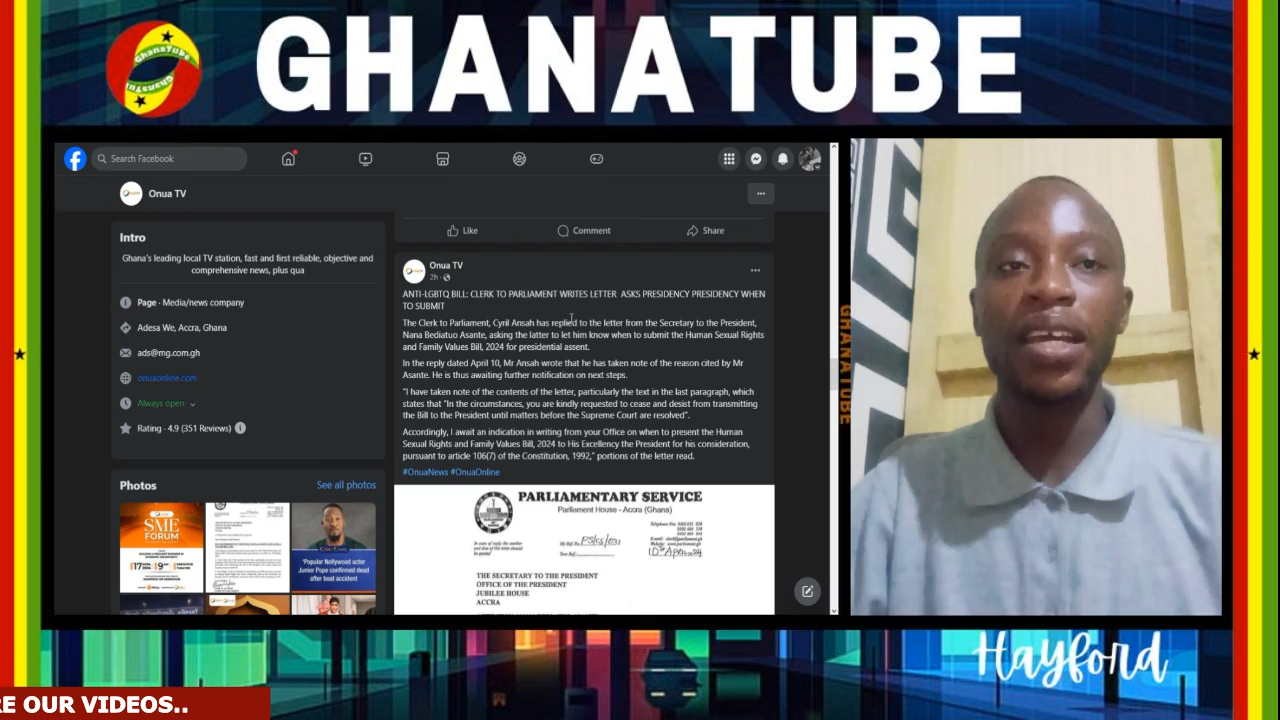 GHANATUBE
GhanaTube
GhanaTube
Search Facebook
Onua TV
Intro
Ghana's leading local TV station, fast and first reliable, objective and
comprehensive news, plus qua
Page · Media/news company
Adesa We, Accra, Ghana
ads@mg.com.gh
onuaonline.com
Always open
Rating · 4.9 (351 Reviews)
Photos
See all photos
SME
FORUM
17
9
'Popular Nollywood actor
Junior Pope confirmed dead
after boat accident
Like
Comment
Share
Onua TV
2h ·
ANTI-LGBTQ BILL: CLERK TO PARLIAMENT WRITES LETTER ASKS PRESIDENCY PRESIDENCY WHEN
TO SUBMIT
The Clerk to Parliament, Cyril Ansah has replied to the letter from the Secretary to the President,
Nana Bediatuo Asante, asking the latter to let him know when to submit the Human Sexual Rights
and Family Values Bill, 2024 for presidential assent.
In the reply dated April 10, Mr Ansah wrote that he has taken note of the reason cited by Mr
Asante. He is thus awaiting further notification on next steps.
"I have taken note of the contents of the letter, particularly the text in the last paragraph, which
states that "In the circumstances, you are kindly requested to cease and desist from transmitting
the Bill to the President until matters before the Supreme Court are resolved".
Accordingly, I await an indication in writing from your Office on when to present the Human
Sexual Rights and Family Values Bill, 2024 to His Excellency the President for his consideration,
pursuant to article 106(7) of the Constitution, 1992," portions of the letter read.
#OnuaNews #OnuaOnline
PARLIAMENTARY SERVICE
Parliament House - Accra (Ghana)
THE SECRETARY TO THE PRESIDENT
OFFICE OF THE PRESIDENT
JUBILEE HOUSE
ACCRA
GHANATUBE
Hayford
RE OUR VIDEOS..